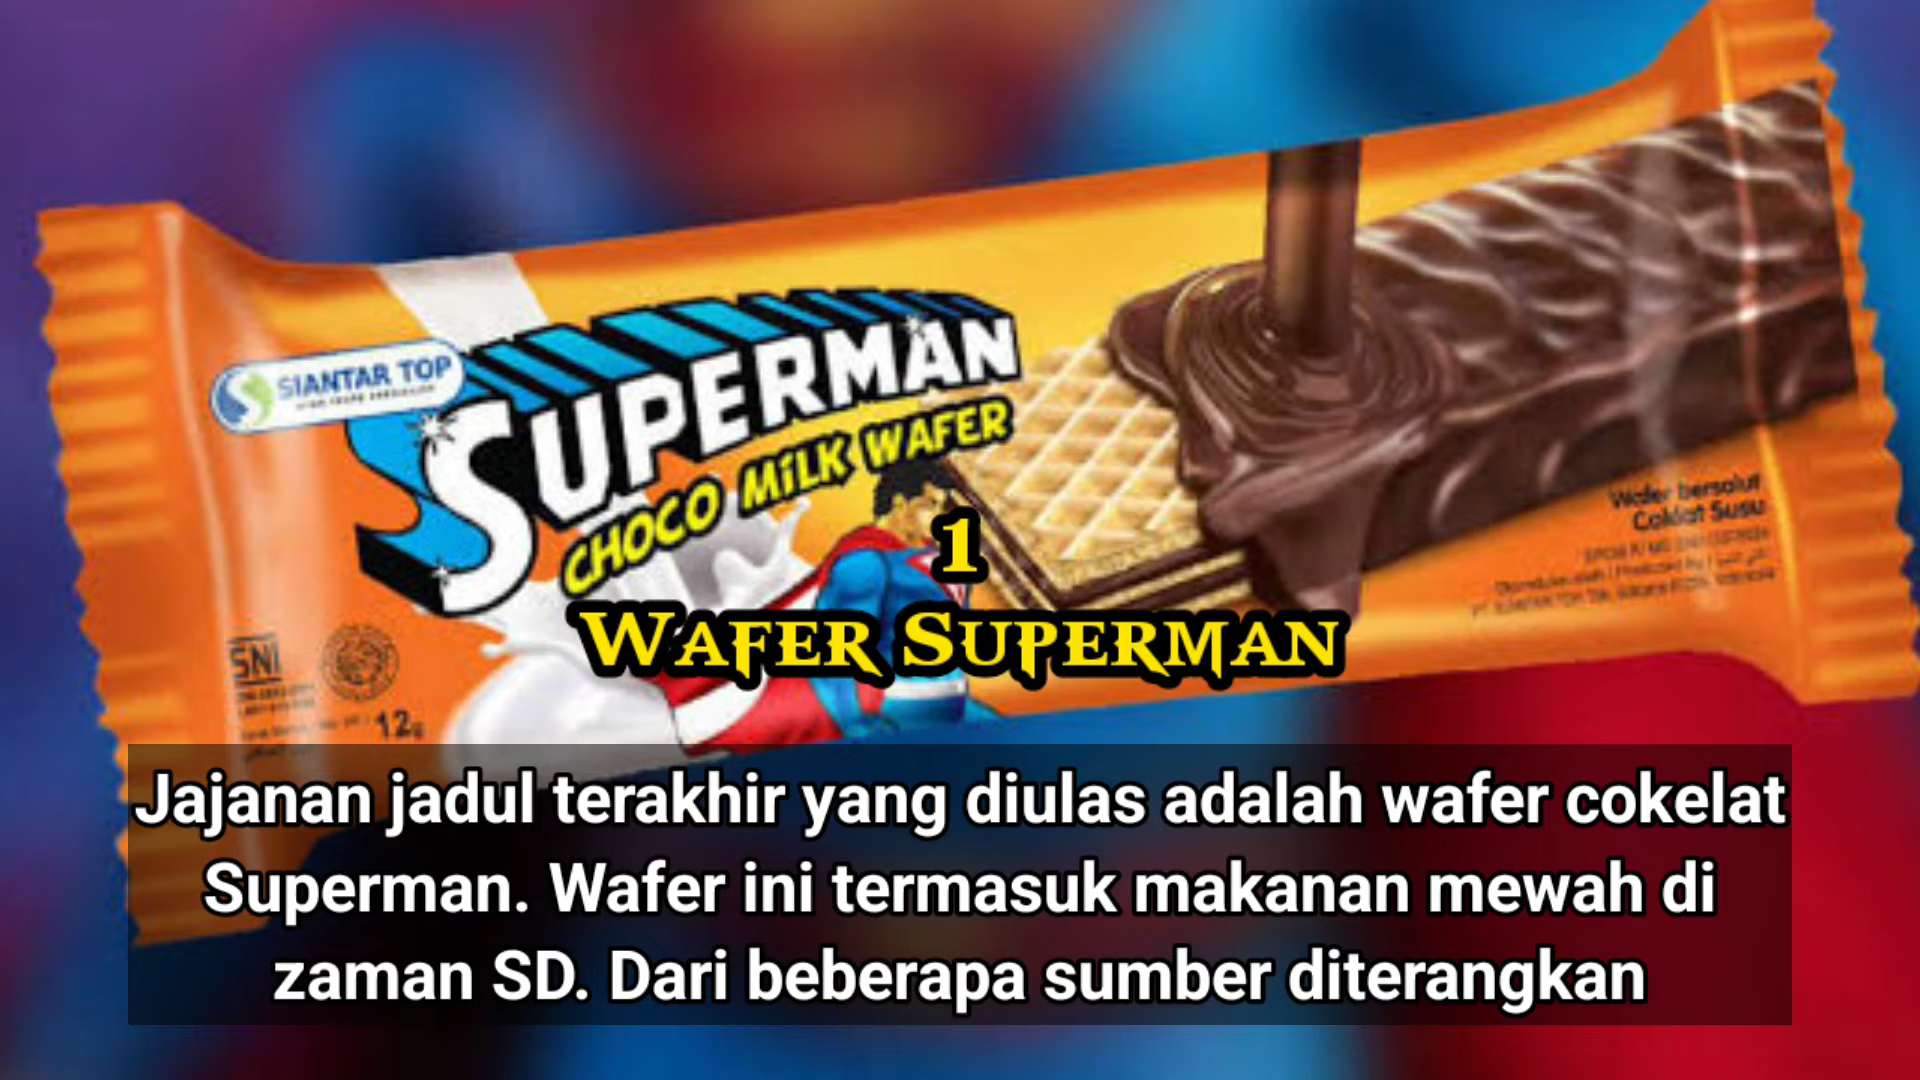 SIANTAR TOP
SUPERMAN
CHOCO MILK WAFER
Wafer bersalut
Coklat Susu
1
WAFER SUPERMAN
SNI
12g
Jajanan jadul terakhir yang diulas adalah wafer cokelat
Superman. Wafer ini termasuk makanan mewah di
zaman SD. Dari beberapa sumber diterangkan